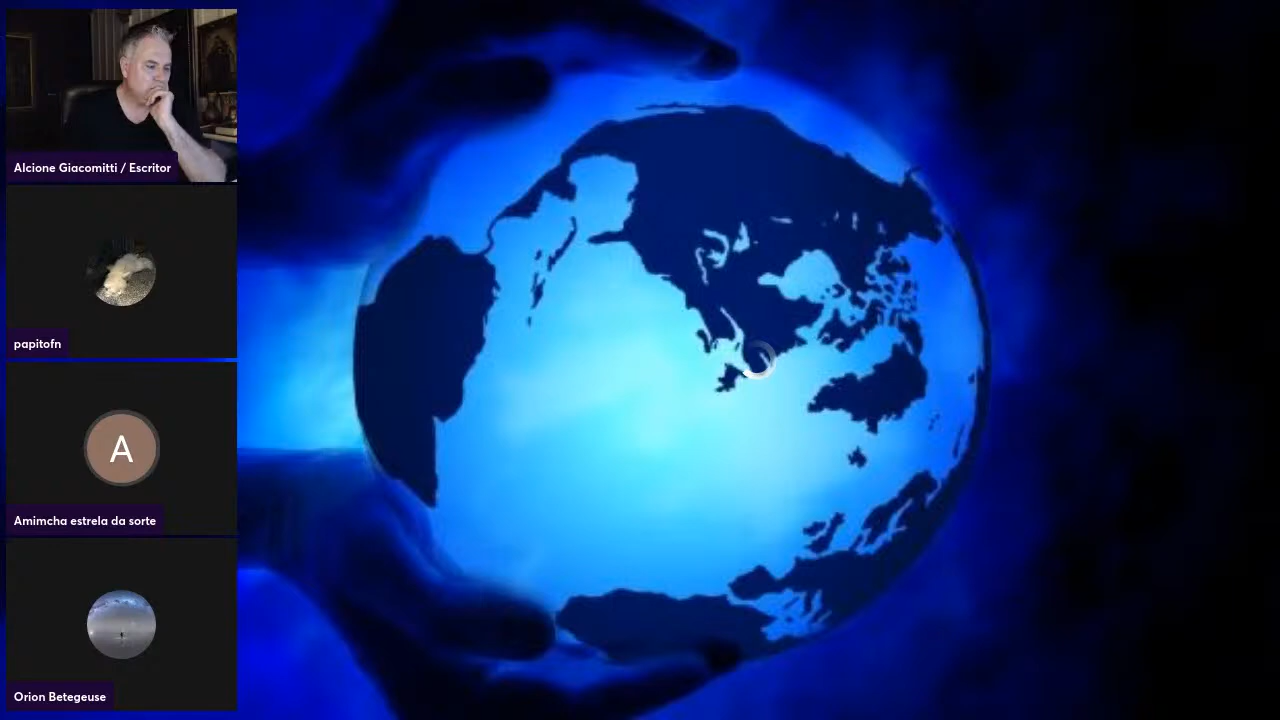 Alcione Giacomitti / Escritor
papitofn
A
Amimcha estrela da sorte
Orion Betegeuse